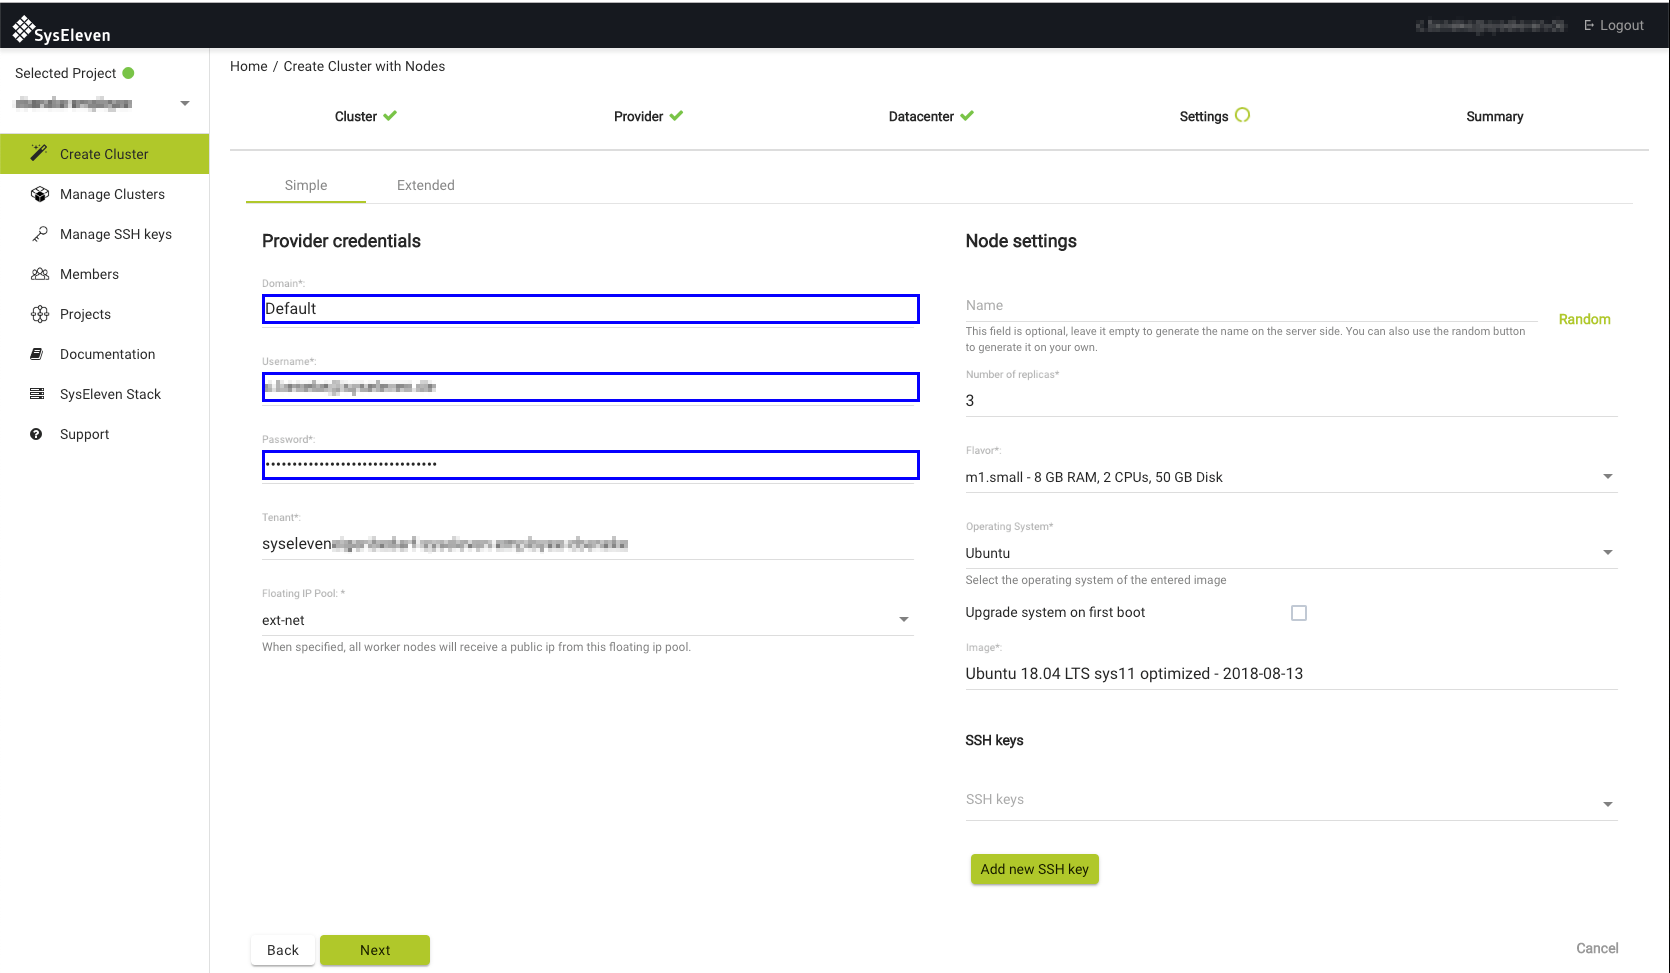 SysEleven
Logout
Selected Project
Home / Create Cluster with Nodes
Cluster
Provider
Datacenter
Settings
Summary
Create Cluster
Manage Clusters
Manage SSH keys
Members
Projects
Documentation
SysEleven Stack
Support
Simple
Extended
Provider credentials
Domain*:
Default
Username*:
Password*:
Tenant*:
syseleven
Floating IP Pool: *
ext-net
When specified, all worker nodes will receive a public ip from this floating ip pool.
Node settings
Name
Random
This field is optional, leave it empty to generate the name on the server side. You can also use the random button
to generate it on your own.
Number of replicas*
3
Flavor*:
m1.small - 8 GB RAM, 2 CPUs, 50 GB Disk
Operating System*
Ubuntu
Select the operating system of the entered image
Upgrade system on first boot
Image*:
Ubuntu 18.04 LTS sys11 optimized - 2018-08-13
SSH keys
SSH keys
Add new SSH key
Back
Next
Cancel